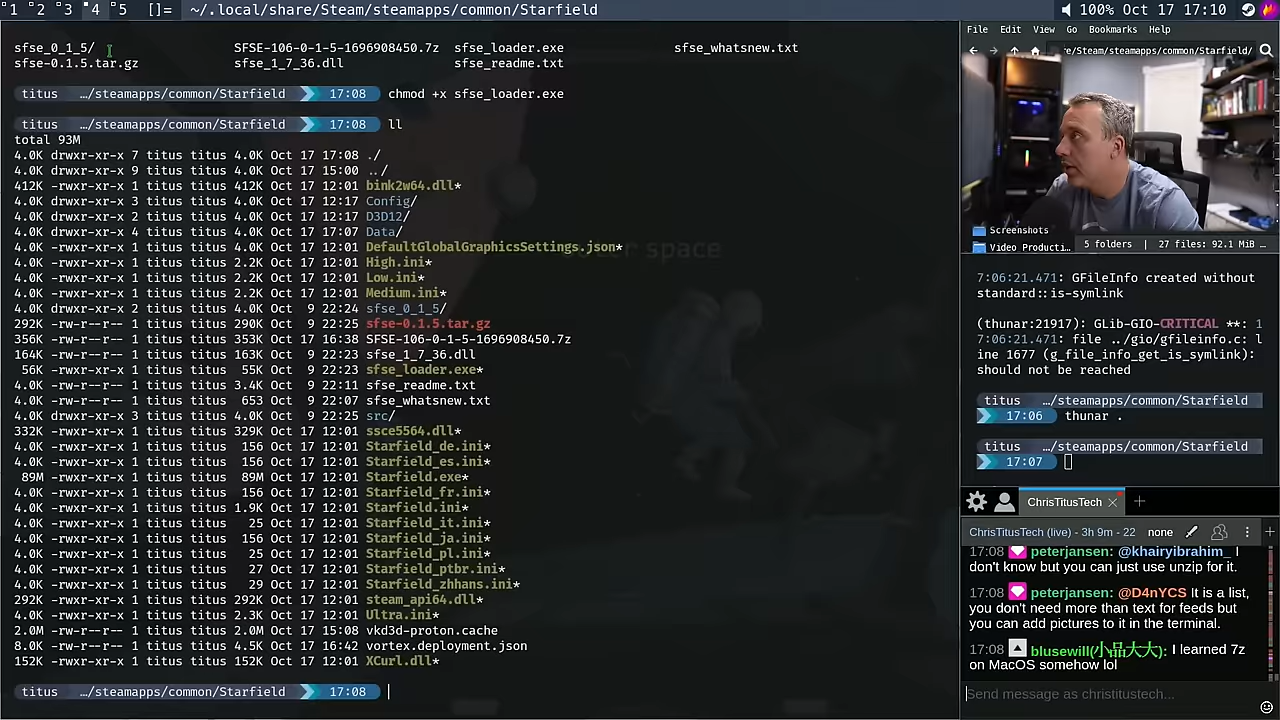 1 2 3 4 5 []= ~/.local/share/Steam/steamapps/common/Starfield 100% Oct 17 17:10
sfse_0_1_5/ SFSE-106-0-1-5-1696908450.7z sfse_loader.exe sfse_whatsnew.txt
sfse-0.1.5.tar.gz sfse_1_7_36.dll sfse_readme.txt
titus …/steamapps/common/Starfield 17:08 chmod +x sfse_loader.exe
titus …/steamapps/common/Starfield 17:08 ll
total 93M
4.0K drwxr-xr-x 7 titus titus 4.0K Oct 17 17:08 ./
4.0K drwxr-xr-x 9 titus titus 4.0K Oct 17 15:00 ../
412K -rwxr-xr-x 1 titus titus 412K Oct 17 12:01 bink2w64.dll*
4.0K drwxr-xr-x 3 titus titus 4.0K Oct 17 12:17 Config/
4.0K drwxr-xr-x 2 titus titus 4.0K Oct 17 12:17 D3D12/
4.0K drwxr-xr-x 4 titus titus 4.0K Oct 17 17:07 Data/
4.0K -rwxr-xr-x 1 titus titus 247 Oct 17 12:01 DefaultGlobalGraphicsSettings.json*
4.0K -rwxr-xr-x 1 titus titus 2.2K Oct 17 12:01 High.ini*
4.0K -rwxr-xr-x 1 titus titus 2.2K Oct 17 12:01 Low.ini*
4.0K -rwxr-xr-x 1 titus titus 2.2K Oct 17 12:01 Medium.ini*
4.0K drwxr-xr-x 2 titus titus 4.0K Oct 9 22:24 sfse_0_1_5/
292K -rw-r--r-- 1 titus titus 290K Oct 9 22:25 sfse-0.1.5.tar.gz
356K -rw-r--r-- 1 titus titus 353K Oct 17 16:38 SFSE-106-0-1-5-1696908450.7z
164K -rw-r--r-- 1 titus titus 163K Oct 9 22:23 sfse_1_7_36.dll
56K -rwxr-xr-x 1 titus titus 55K Oct 9 22:23 sfse_loader.exe*
4.0K -rw-r--r-- 1 titus titus 3.4K Oct 9 22:11 sfse_readme.txt
4.0K -rw-r--r-- 1 titus titus 653 Oct 9 22:07 sfse_whatsnew.txt
4.0K drwxr-xr-x 3 titus titus 4.0K Oct 9 22:25 src/
332K -rwxr-xr-x 1 titus titus 329K Oct 17 12:01 ssce5564.dll*
4.0K -rwxr-xr-x 1 titus titus 156 Oct 17 12:01 Starfield_de.ini*
4.0K -rwxr-xr-x 1 titus titus 156 Oct 17 12:01 Starfield_es.ini*
89M -rwxr-xr-x 1 titus titus 89M Oct 17 12:01 Starfield.exe*
4.0K -rwxr-xr-x 1 titus titus 156 Oct 17 12:01 Starfield_fr.ini*
4.0K -rwxr-xr-x 1 titus titus 1.9K Oct 17 12:01 Starfield.ini*
4.0K -rwxr-xr-x 1 titus titus 25 Oct 17 12:01 Starfield_it.ini*
4.0K -rwxr-xr-x 1 titus titus 156 Oct 17 12:01 Starfield_ja.ini*
4.0K -rwxr-xr-x 1 titus titus 25 Oct 17 12:01 Starfield_pl.ini*
4.0K -rwxr-xr-x 1 titus titus 27 Oct 17 12:01 Starfield_ptbr.ini*
4.0K -rwxr-xr-x 1 titus titus 29 Oct 17 12:01 Starfield_zhhans.ini*
292K -rwxr-xr-x 1 titus titus 292K Oct 17 12:01 steam_api64.dll*
4.0K -rwxr-xr-x 1 titus titus 2.3K Oct 17 12:01 Ultra.ini*
2.0M -rw-r--r-- 1 titus titus 2.0M Oct 17 15:08 vkd3d-proton.cache
8.0K -rw-r--r-- 1 titus titus 4.5K Oct 17 16:42 vortex.deployment.json
152K -rwxr-xr-x 1 titus titus 152K Oct 17 12:01 XCurl.dll*
titus …/steamapps/common/Starfield 17:08
File Edit View Go Bookmarks Help
re/Steam/steamapps/common/Starfield/
Screenshots
Video Producti… 5 folders | 27 files: 92.1 MiB …
7:06:21.471: GFileInfo created without
standard::is-symlink
(thunar:21917): GLib-GIO-CRITICAL **: 1
7:06:21.471: file ../gio/gfileinfo.c: l
ine 1677 (g_file_info_get_is_symlink):
should not be reached
titus …/steamapps/common/Starfield
17:06 thunar .
titus …/steamapps/common/Starfield
17:07
ChrisTitusTech
ChrisTitusTech (live) - 3h 9m - 22 none
17:08 peterjansen: @khairyibrahim_ I
don't know but you can just use unzip for it.
17:08 peterjansen: @D4nYCS It is a list,
you don't need more than text for feeds but
you can add pictures to it in the terminal.
17:08 blusewill(小品大大): I learned 7z
on MacOS somehow lol
Send message as christitustech...